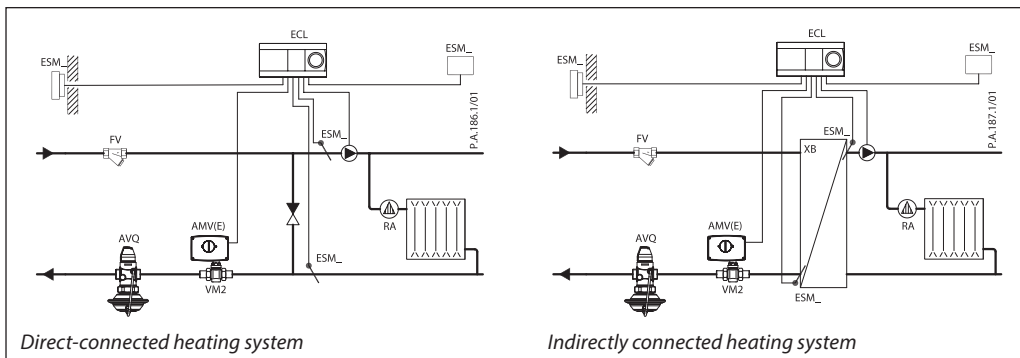 ECL
ESM_
ESM_
P.A.186.1/01
FV
ESM_
RA
AVQ
AMV(E)
VM2
ESM_
Direct-connected heating system
ECL
ESM_
ESM_
P.A.187.1/01
FV
XB
ESM_
RA
AVQ
AMV(E)
VM2
ESM_
Indirectly connected heating system